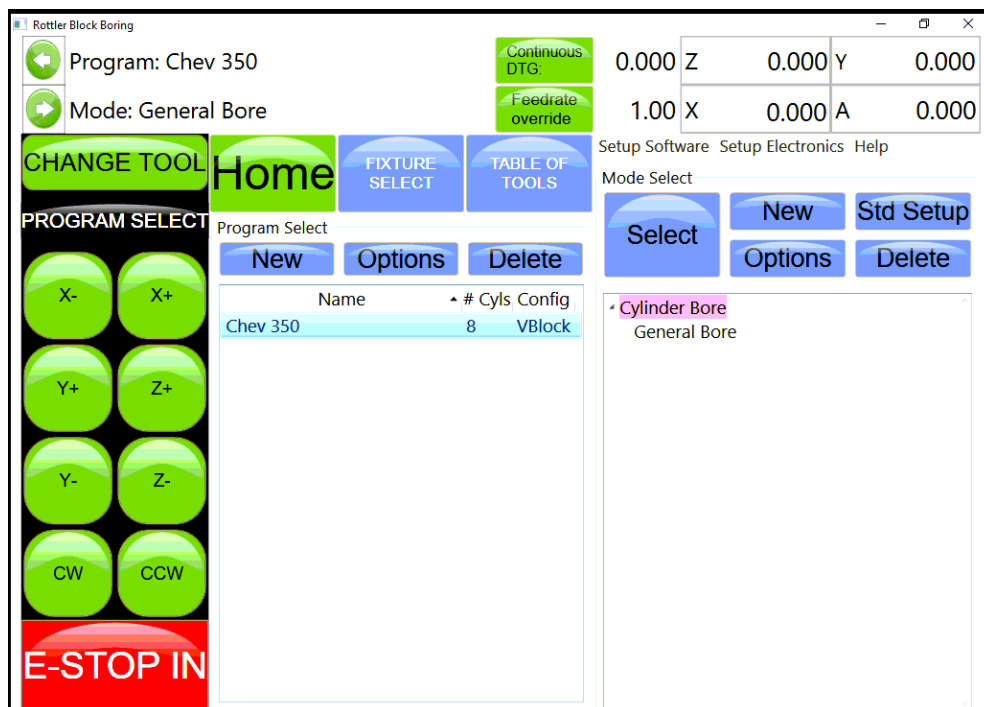 Rottler Block Boring
Program: Chev 350
Continuous DTG:
0.000 Z 0.000 Y 0.000
Mode: General Bore
Feedrate override
1.00 X 0.000 A 0.000
Setup Software Setup Electronics Help
CHANGE TOOL
Home
FIXTURE SELECT
TABLE OF TOOLS
Mode Select
Select
New
Std Setup
Options
Delete
PROGRAM SELECT
Program Select
New Options Delete
Name # Cyls Config
Chev 350 8 VBlock
Cylinder Bore
General Bore
X- X+
Y+ Z+
Y- Z-
CW CCW
E-STOP IN